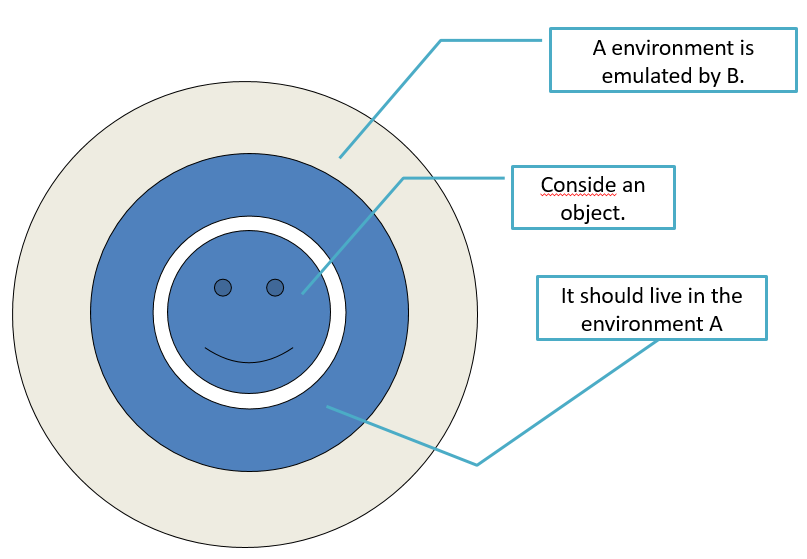 A environment is
emulated by B.
Conside an
object.
It should live in the
environment A